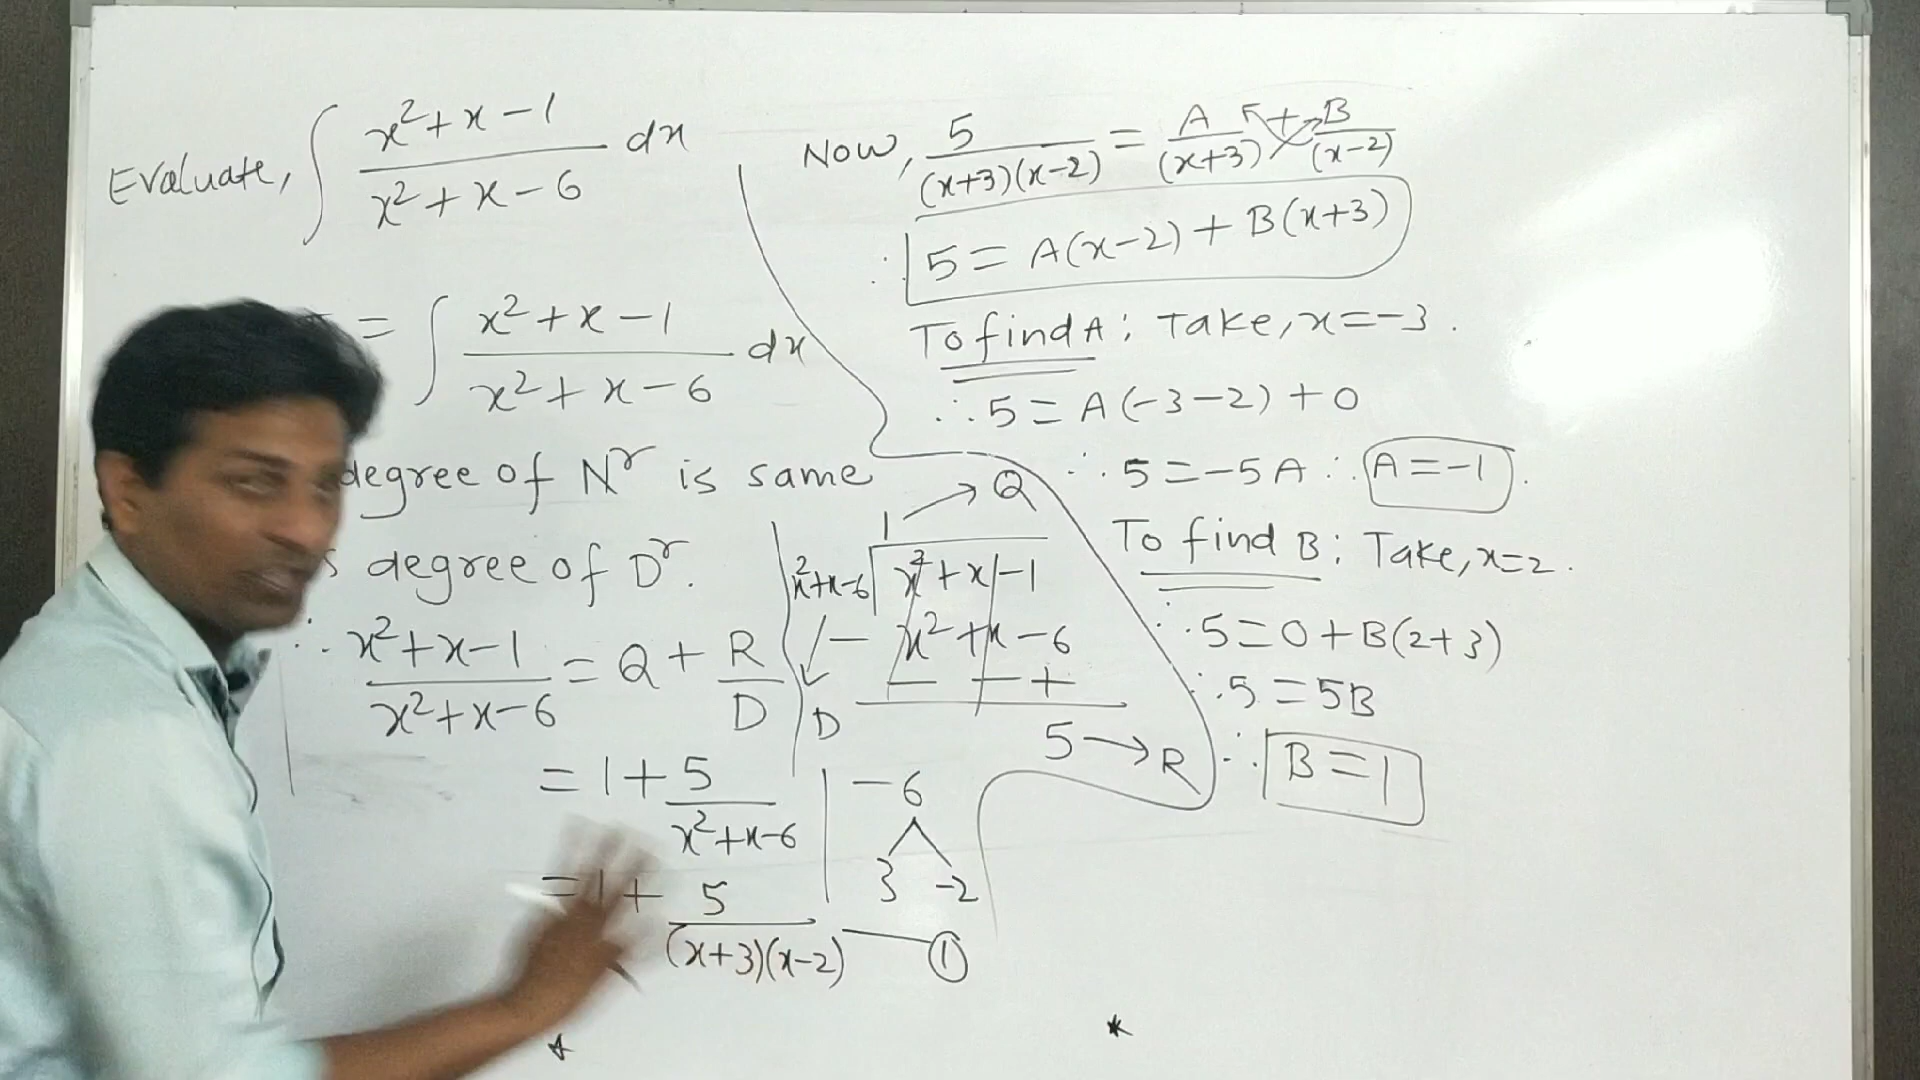 Evaluate, ∫ x²+x-1 / x²+x-6 dx
= ∫ x²+x-1 / x²+x-6 dx
degree of Nʳ is same
degree of Dʳ.
∴ x²+x-1 / x²+x-6 = Q + R/D
= 1 + 5 / x²+x-6
= 1 + 5 / (x+3)(x-2) — ①
1 → Q
x²+x-6 | x²+x-1
- x²+x-6
- - +
D
5 → R
-6
3 -2
Now, 5 / (x+3)(x-2) = A / (x+3) + B / (x-2)
∴ 5 = A(x-2) + B(x+3)
To find A; Take, x=-3.
∴ 5 = A(-3-2) + 0
∴ 5 = -5A ∴ A = -1.
To find B; Take, x=2.
∴ 5 = 0 + B(2+3)
∴ 5 = 5B
∴ B = 1